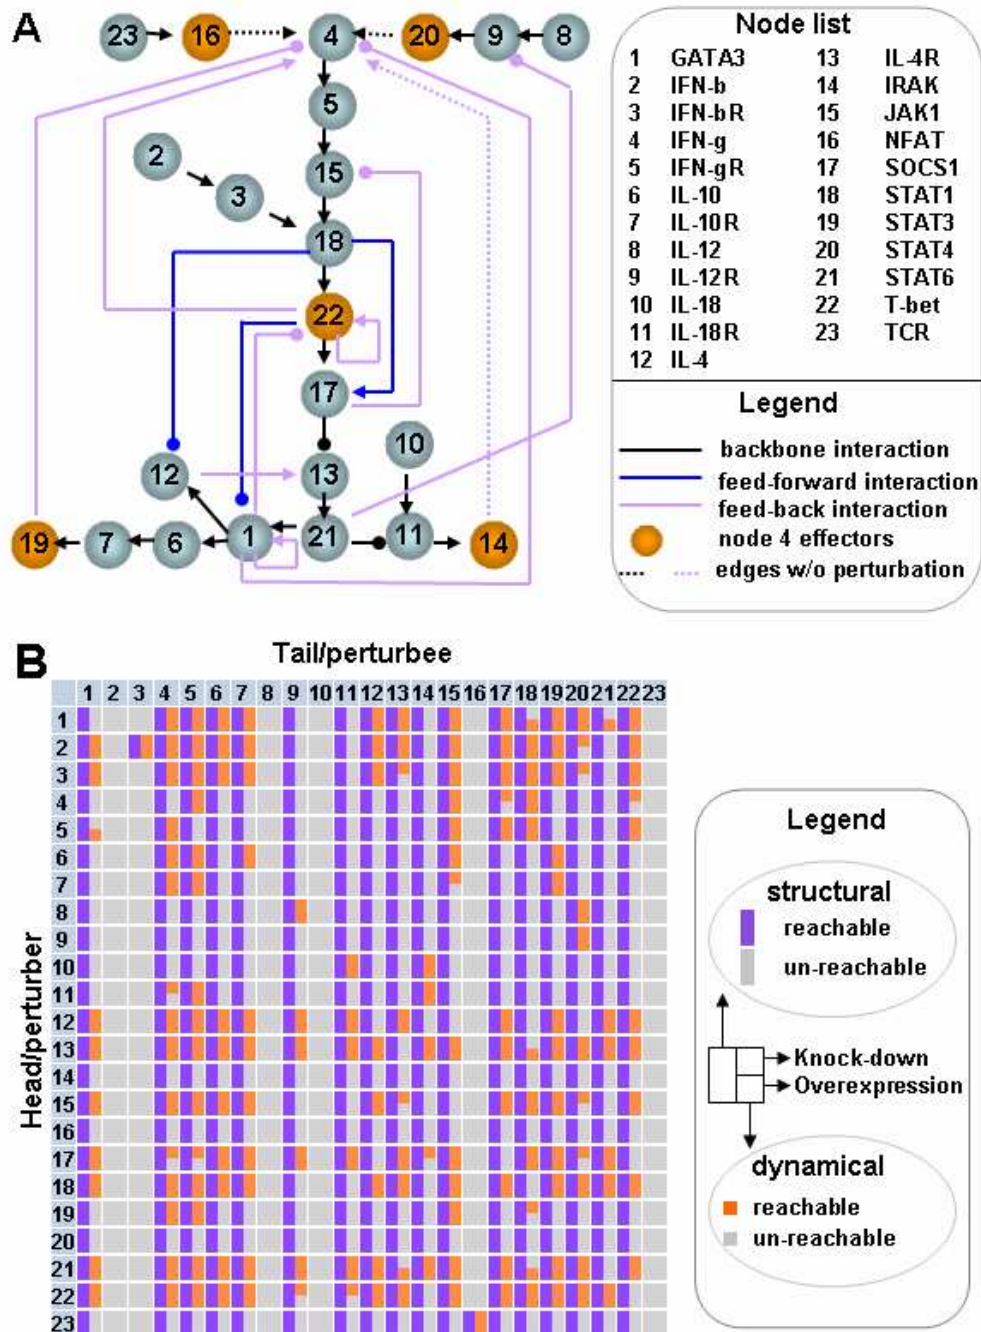 A
23 16 4 20 9 8
5
2 15
3
18
22
17
10
12 13
19 7 6 1 21 11 14
Node list
1 GATA3 13 IL-4R
2 IFN-b 14 IRAK
3 IFN-bR 15 JAK1
4 IFN-g 16 NFAT
5 IFN-gR 17 SOCS1
6 IL-10 18 STAT1
7 IL-10R 19 STAT3
8 IL-12 20 STAT4
9 IL-12R 21 STAT6
10 IL-18 22 T-bet
11 IL-18R 23 TCR
12 IL-4
Legend
backbone interaction
feed-forward interaction
feed-back interaction
node 4 effectors
edges w/o perturbation
B
Tail/perturbee
1 2 3 4 5 6 7 8 9 10 11 12 13 14 15 16 17 18 19 20 21 22 23
Head/perturber
1
2
3
4
5
6
7
8
9
10
11
12
13
14
15
16
17
18
19
20
21
22
23
Legend
structural
reachable
un-reachable
Knock-down
Overexpression
dynamical
reachable
un-reachable